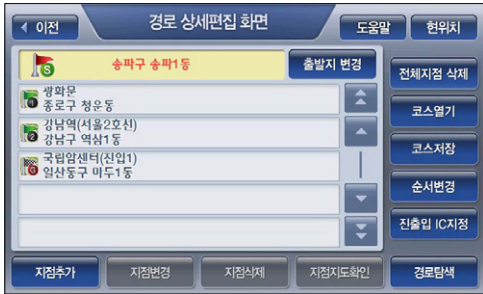 이전
경로 상세편집 화면
도움말
현위치
S
송파구 송파1동
출발지 변경
전체지점 삭제
광화문
종로구 청운동
코스열기
강남역(서울2호선)
강남구 역삼1동
코스저장
국립암센터(진입1)
일산동구 마두1동
순서변경
진출입 IC지정
지점추가
지점변경
지점삭제
지점지도확인
경로탐색